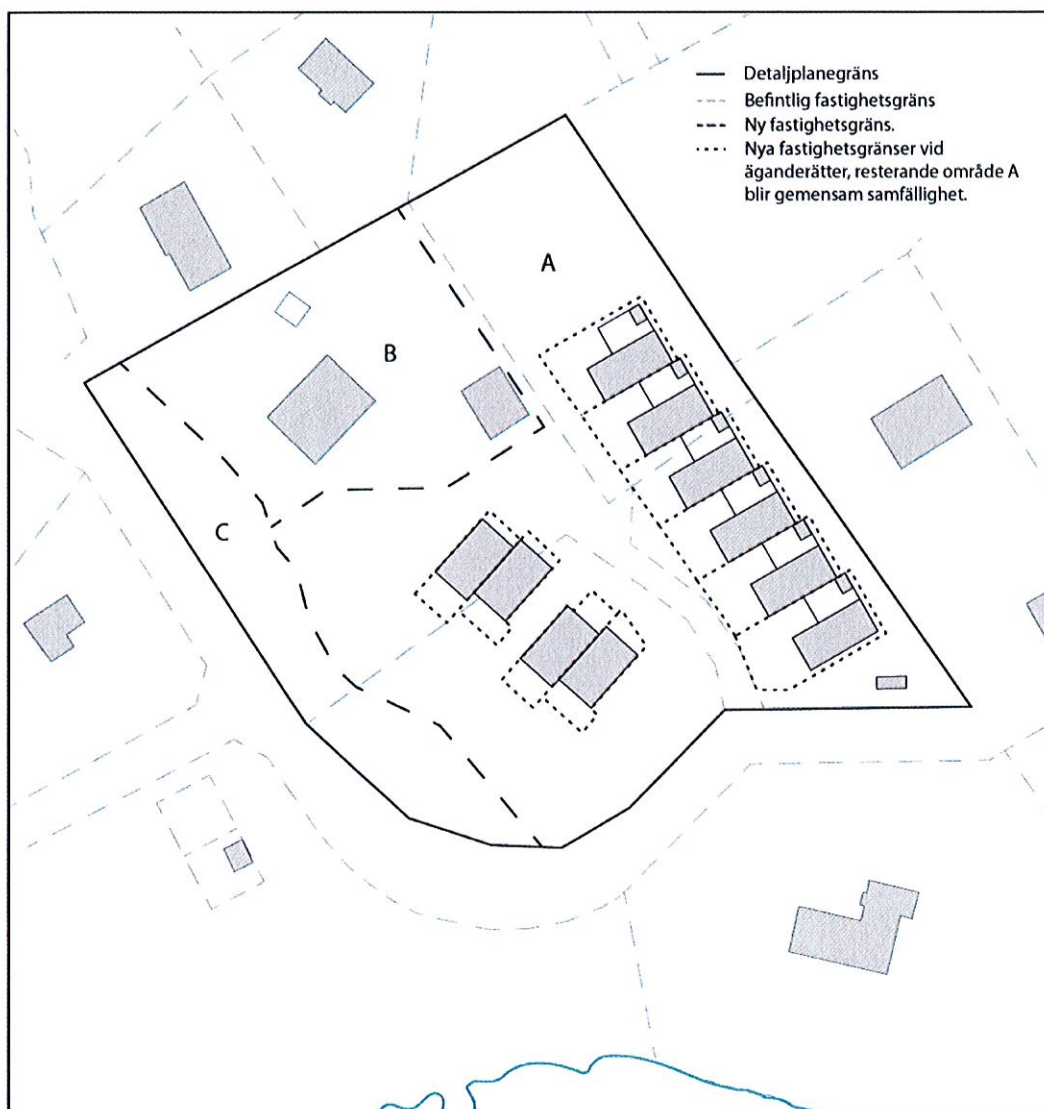 Detaljplanegräns
Befintlig fastighetsgräns
Ny fastighetsgräns.
Nya fastighetsgränser vid
äganderätter, resterande område A
blir gemensam samfällighet.
A
B
C